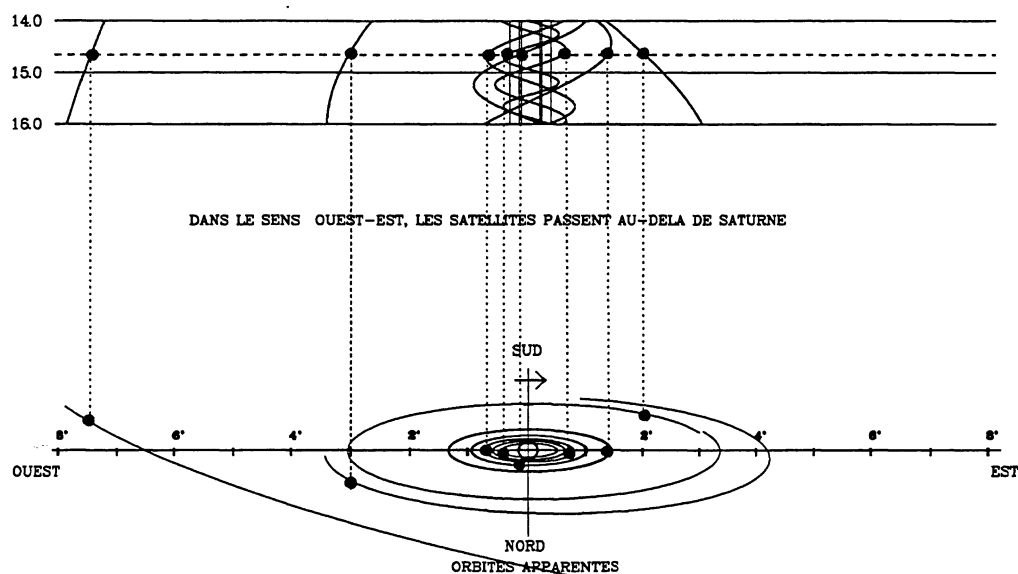 14.0
15.0
16.0
DANS LE SENS OUEST-EST, LES SATELLITES PASSENT AU-DELA DE SATURNE
SUD
8' 6' 4' 2' 2' 4' 8'
OUEST EST
NORD
ORBITES APPARENTES